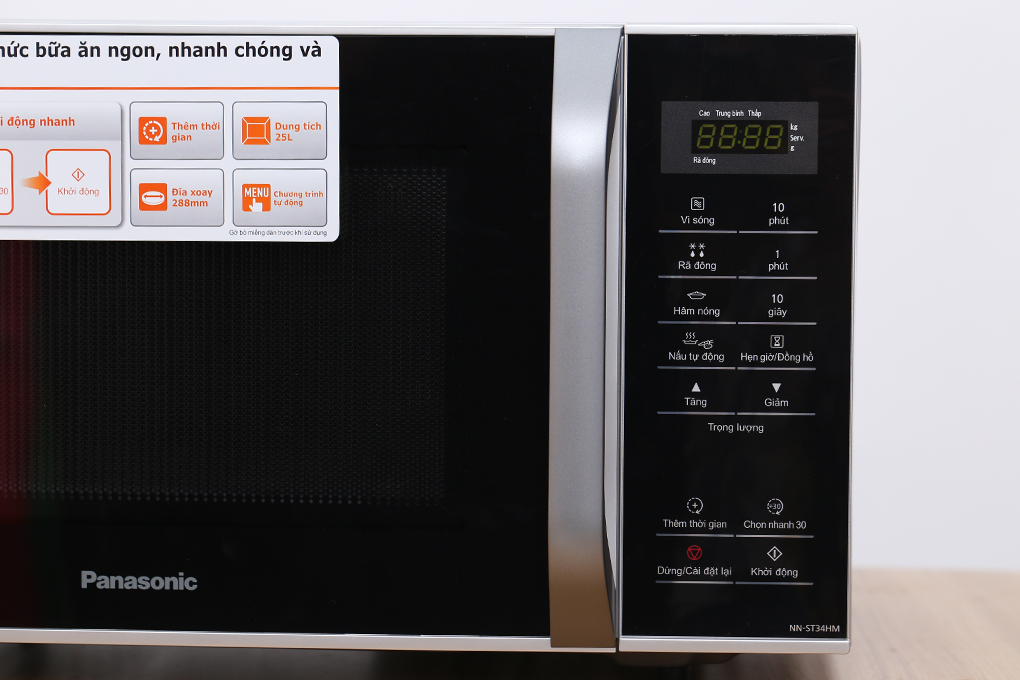 nức bữa ăn ngon, nhanh chóng và
i động nhanh
30
Khởi động
Thêm thời
gian
Dung tích
25L
Đĩa xoay
288mm
MENU
Chương trình
tự động
Gỡ bỏ miếng dán trước khi sử dụng
Panasonic
Cao Trung bình Thấp
88:88
kg
Serv.
g
Rã đông
Vi sóng
10
phút
Rã đông
1
phút
Hâm nóng
10
giây
Nấu tự động
Hẹn giờ/Đồng hồ
Tăng
Giảm
Trọng lượng
Thêm thời gian
+30
Chọn nhanh 30
Dừng/Cài đặt lại
Khởi động
NN-ST34HM